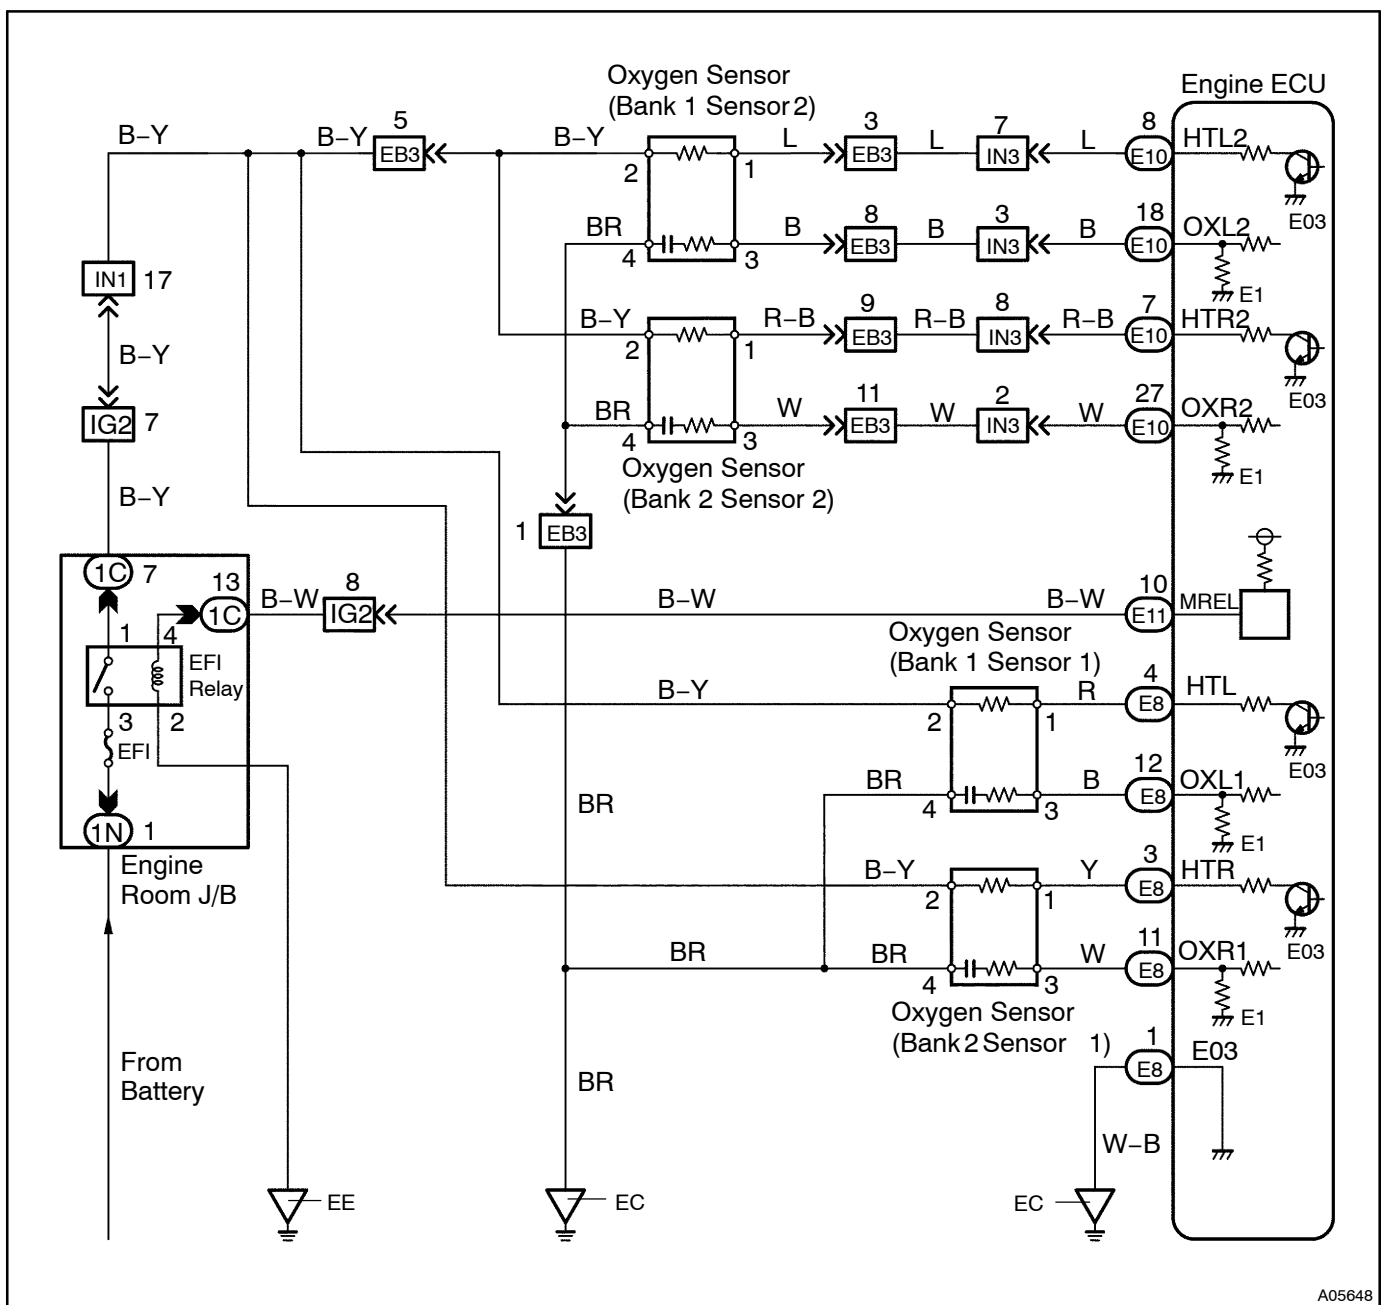 Oxygen Sensor
(Bank 1 Sensor 2)
Engine ECU
B–Y
B–Y
5
EB3
B–Y
2
1
L
3
EB3
L
7
IN3
L
8
E10
HTL2
E03
BR
4
3
B
8
EB3
B
3
IN3
B
18
E10
OXL2
E1
IN1
17
B–Y
2
1
R–B
9
EB3
R–B
8
IN3
R–B
7
E10
HTR2
E03
B–Y
IG2
7
BR
4
3
W
11
EB3
W
2
IN3
W
27
E10
OXR2
E1
Oxygen Sensor
(Bank 2 Sensor 2)
B–Y
1
EB3
1C
7
13
1C
B–W
8
IG2
B–W
B–W
10
E11
MREL
1
4
EFI
Relay
3
2
EFI
1N
1
Engine
Room J/B
Oxygen Sensor
(Bank 1 Sensor 1)
B–Y
2
1
R
4
E8
HTL
E03
BR
BR
4
3
B
12
E8
OXL1
E1
B–Y
2
1
Y
3
E8
HTR
E03
BR
BR
4
3
W
11
E8
OXR1
E1
Oxygen Sensor
(Bank 2 Sensor 1)
1
E8
E03
From
Battery
BR
W–B
EE
EC
EC
A05648